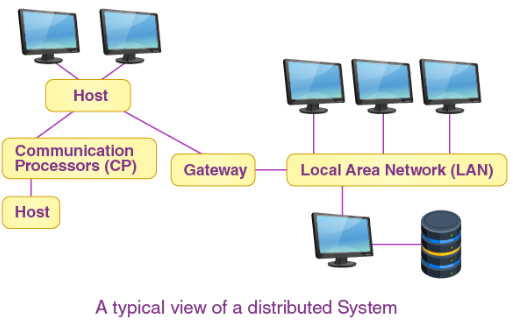 Host
Communication
Processors (CP)
Gateway
Local Area Network (LAN)
Host
A typical view of a distributed System